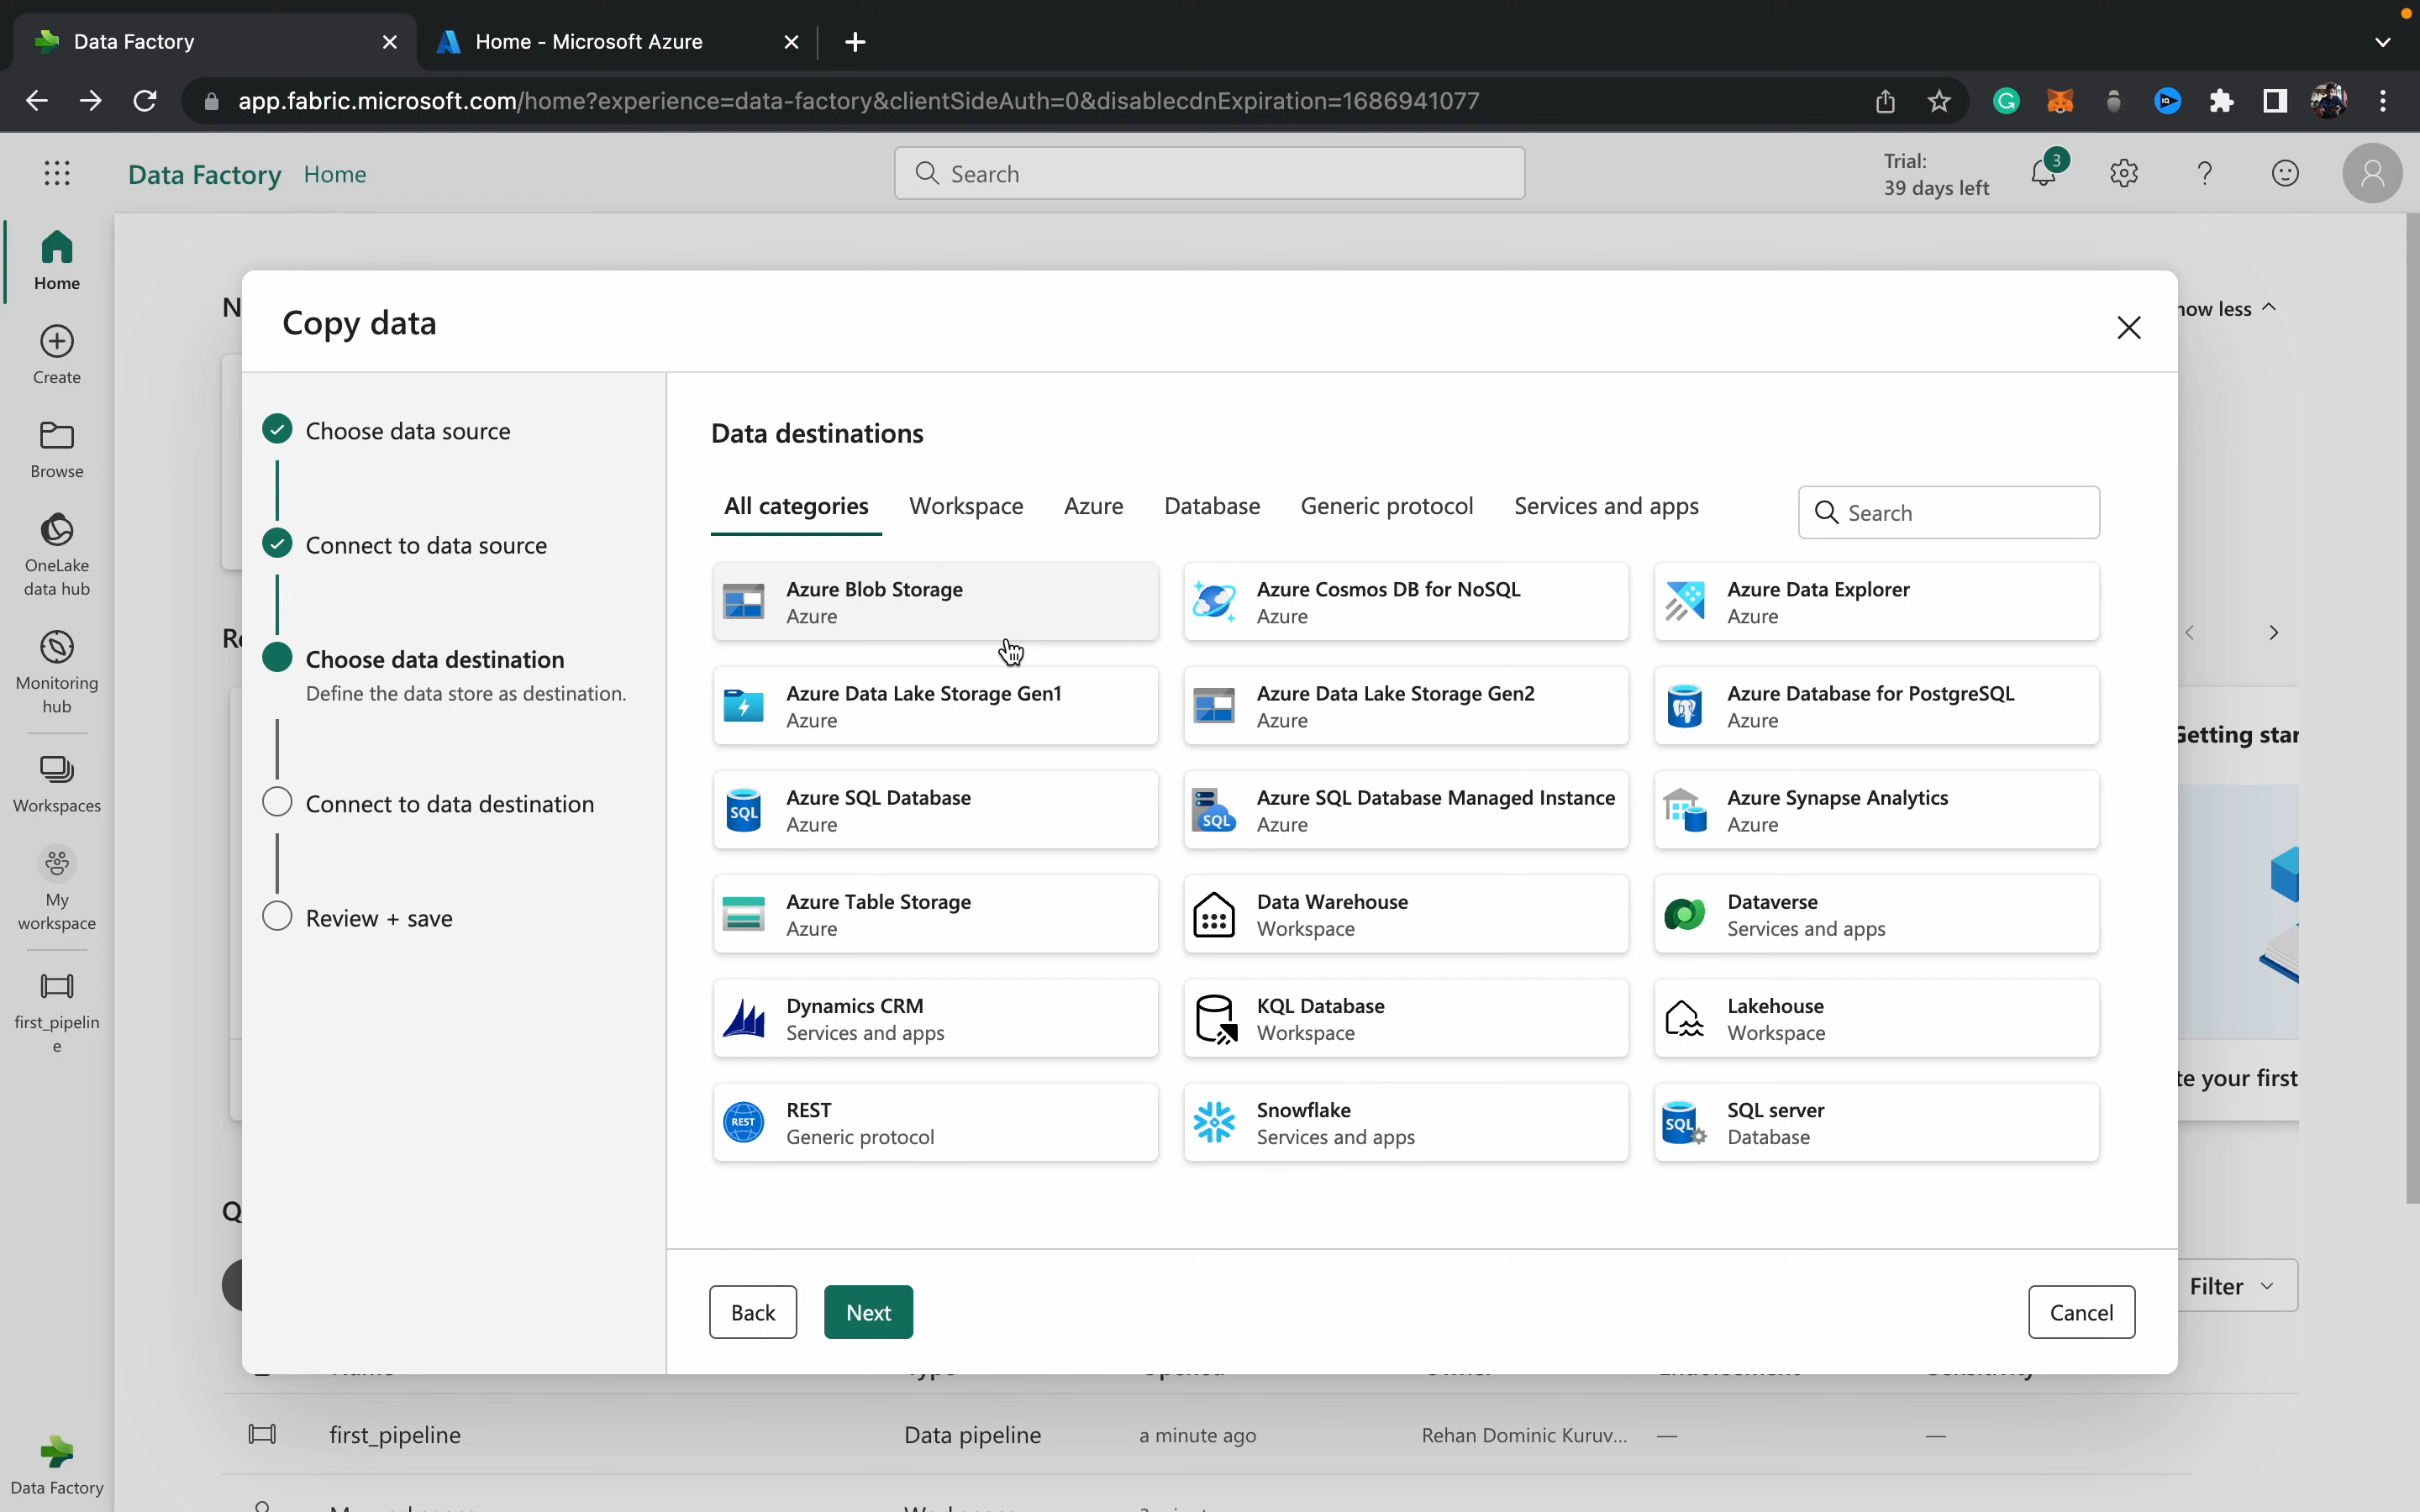 Data Factory
Home - Microsoft Azure
app.fabric.microsoft.com/home?experience=data-factory&clientSideAuth=0&disablecdnExpiration=1686941077
Data Factory Home
Search
Trial:
39 days left
3
Home
Create
Browse
OneLake
data hub
Monitoring
hub
Workspaces
My
workspace
first_pipelin
e
Data Factory
Copy data
Choose data source
Connect to data source
Choose data destination
Define the data store as destination.
Connect to data destination
Review + save
Data destinations
All categories Workspace Azure Database Generic protocol Services and apps
Search
Azure Blob Storage
Azure
Azure Cosmos DB for NoSQL
Azure
Azure Data Explorer
Azure
Azure Data Lake Storage Gen1
Azure
Azure Data Lake Storage Gen2
Azure
Azure Database for PostgreSQL
Azure
SQL
Azure SQL Database
Azure
SQL
Azure SQL Database Managed Instance
Azure
Azure Synapse Analytics
Azure
Azure Table Storage
Azure
Data Warehouse
Workspace
Dataverse
Services and apps
Dynamics CRM
Services and apps
KQL Database
Workspace
Lakehouse
Workspace
REST
REST
Generic protocol
Snowflake
Services and apps
SQL
SQL server
Database
Back
Next
Cancel
now less
Getting star
te your first
Filter
first_pipeline Data pipeline a minute ago Rehan Dominic Kuruv... — —